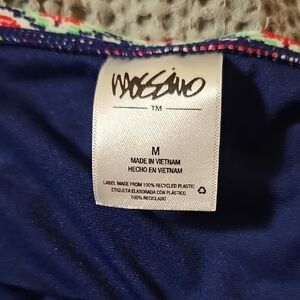 mossimo
TM
M
MADE IN VIETNAM
HECHO EN VIETNAM
LABEL MADE FROM 100% RECYCLED PLASTIC
ETIQUETA ELABORADA CON PLÁSTICO
100% RECICLADO